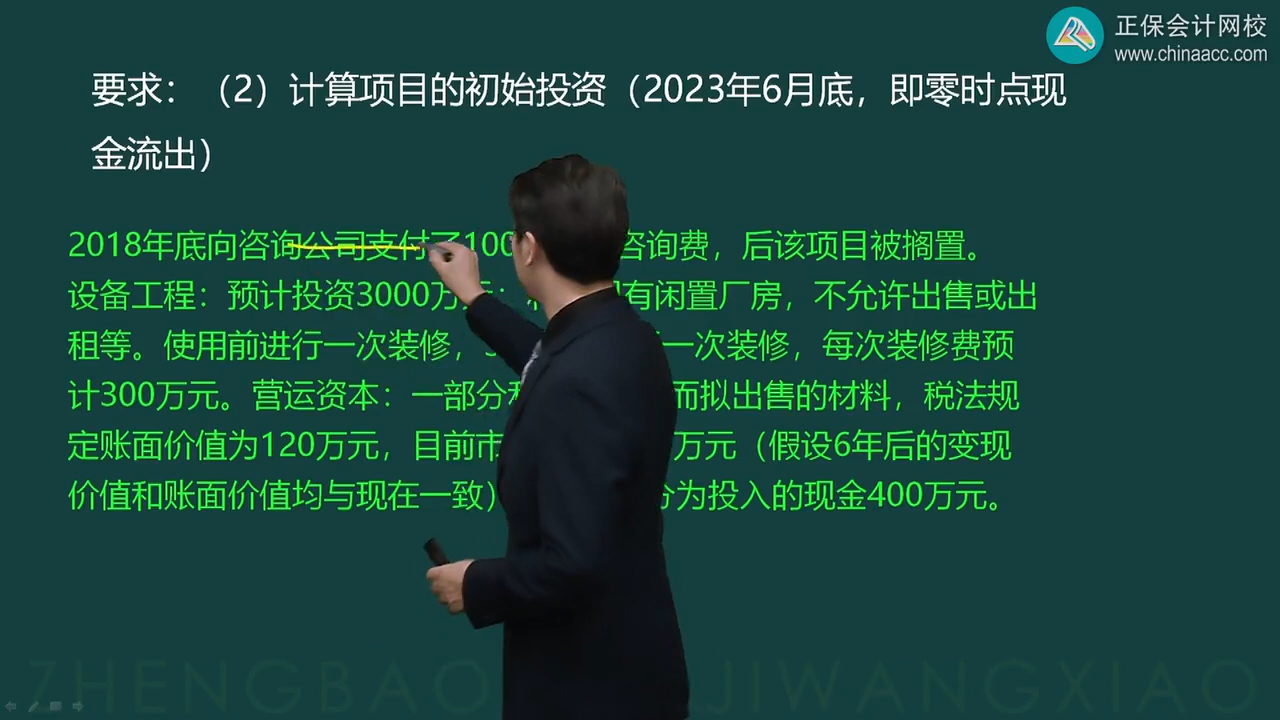 正保会计网校
www.chinaacc.com
要求：（2）计算项目的初始投资（2023年6月底，即零时点现
金流出）
2018年底向咨询公司支付了100 咨询费，后该项目被搁置。
设备工程：预计投资3000万元； 有闲置厂房，不允许出售或出
租等。使用前进行一次装修， 一次装修，每次装修费预
计300万元。营运资本：一部分 而拟出售的材料，税法规
定账面价值为120万元，目前市 万元（假设6年后的变现
价值和账面价值均与现在一致） 分为投入的现金400万元。
ZHENGBAO JIWANGXIAO